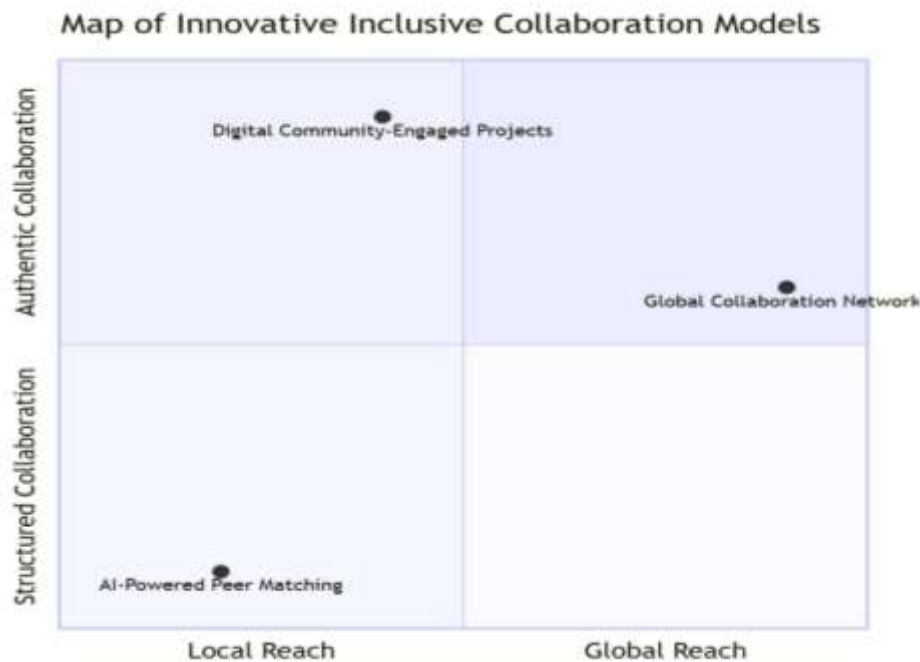 Map of Innovative Inclusive Collaboration Models
Authentic Collaboration
Digital Community-Engaged Projects
Global Collaboration Network
Structured Collaboration
AI-Powered Peer Matching
Local Reach
Global Reach